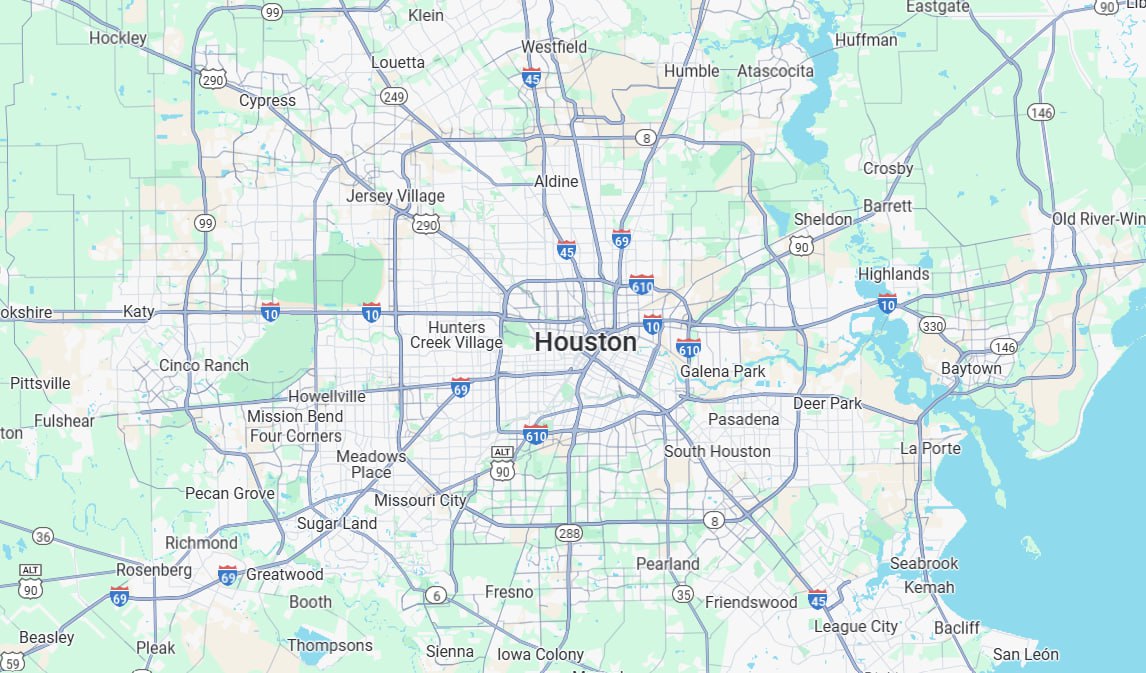 99
Klein
Eastgate
90
Hockley
Westfield
Huffman
290
Louetta
45
Humble
Atascocita
Cypress
249
146
8
Crosby
Aldine
Jersey Village
Barrett
99
290
Sheldon
Old River-Win
45
69
90
Highlands
610
okshire
Katy
10
10
10
10
330
Hunters
Creek Village
Houston
610
146
Cinco Ranch
Galena Park
Baytown
Pittsville
69
Howellville
Deer Park
Fulshear
Mission Bend
Pasadena
ton
Four Corners
610
Meadows
Place
ALT
90
South Houston
La Porte
Pecan Grove
Missouri City
Sugar Land
8
288
36
Richmond
Pearland
Seabrook
ALT
90
Rosenberg
69
Greatwood
Kemah
69
Booth
6
Fresno
35
Friendswood
45
League City
Bacliff
Beasley
Pleak
Thompsons
Sienna
Iowa Colony
San León
59